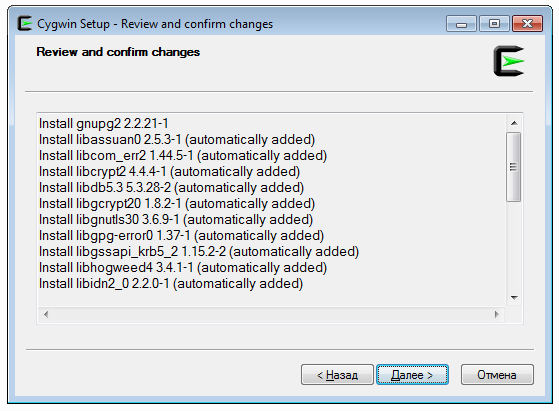 Cygwin Setup - Review and confirm changes
Review and confirm changes
Install gnupg2 2.2.21-1
Install libassuan0 2.5.3-1 (automatically added)
Install libcom_err2 1.44.5-1 (automatically added)
Install libcrypt2 4.4.4-1 (automatically added)
Install libdb5.3 5.3.28-2 (automatically added)
Install libgcrypt20 1.8.2-1 (automatically added)
Install libgnutls30 3.6.9-1 (automatically added)
Install libgpg-error0 1.37-1 (automatically added)
Install libgssapi_krb5_2 1.15.2-2 (automatically added)
Install libhogweed4 3.4.1-1 (automatically added)
Install libidn2_0 2.2.0-1 (automatically added)
< Назад Далее > Отмена